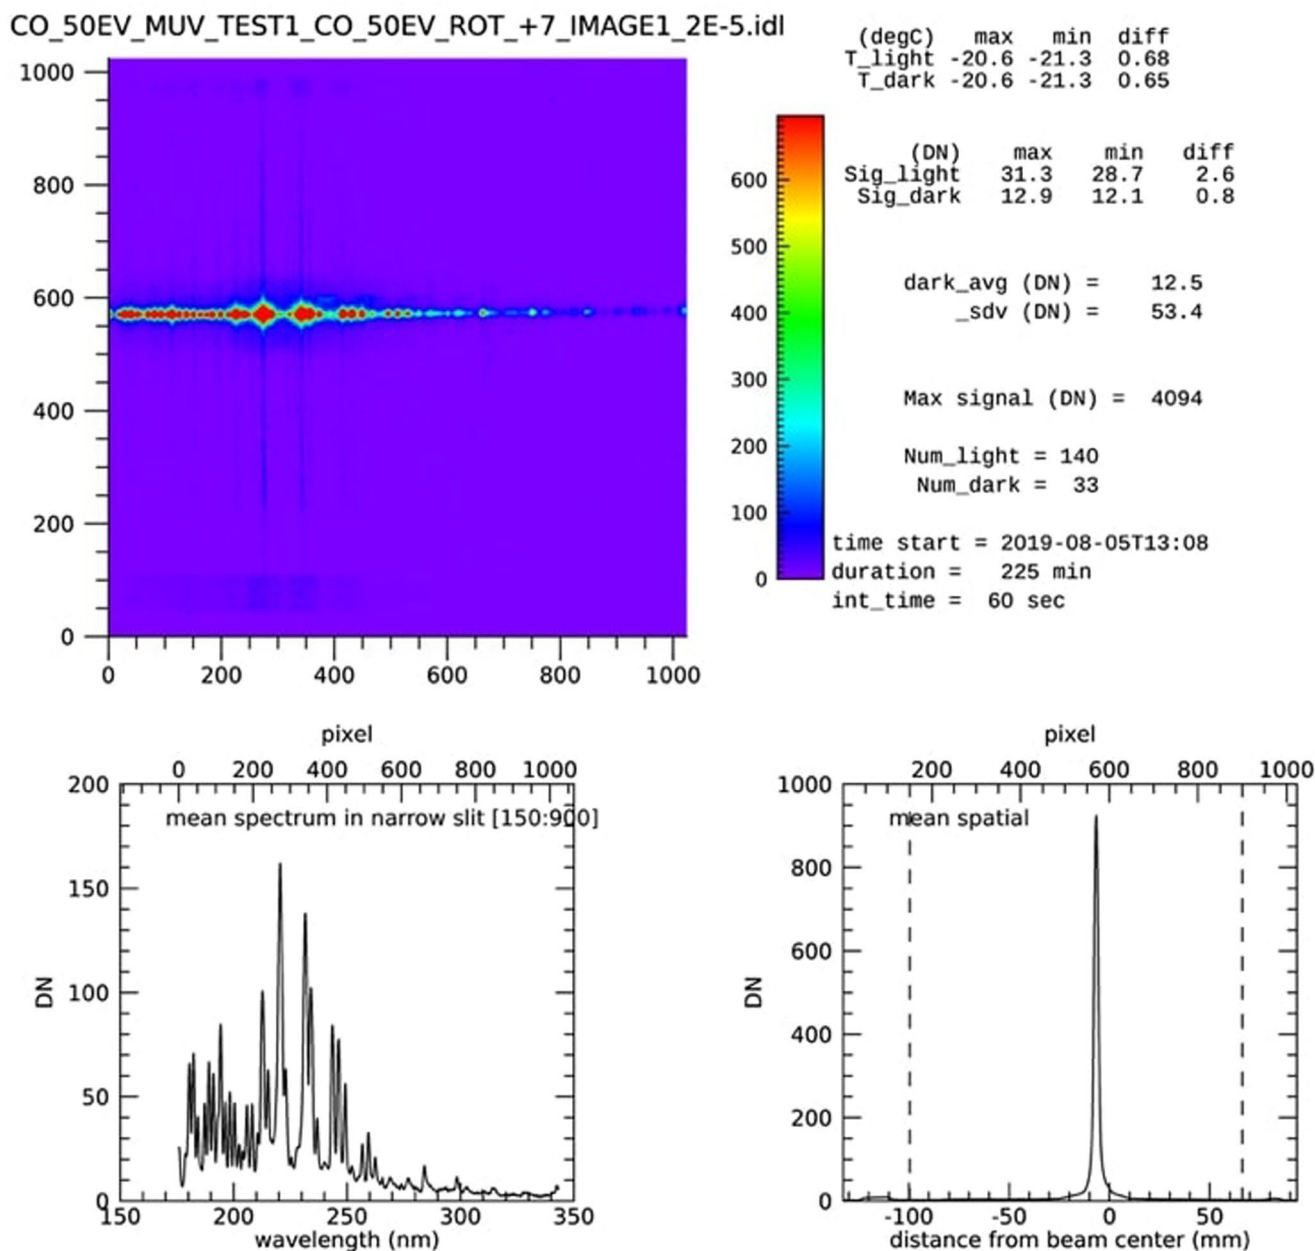 CO_50EV_MUV_TEST1_CO_50EV_ROT_+7_IMAGE1_2E-5.idl
(degC) max min diff
T_light -20.6 -21.3 0.68
T_dark -20.6 -21.3 0.65
(DN) max min diff
Sig_light 31.3 28.7 2.6
Sig_dark 12.9 12.1 0.8
dark_avg (DN) = 12.5
_sdv (DN) = 53.4
Max signal (DN) = 4094
Num_light = 140
Num_dark = 33
time start = 2019-08-05T13:08
duration = 225 min
int_time = 60 sec
1000
800
600
400
200
0
0 200 400 600 800 1000
600
500
400
300
200
100
0
pixel
0 200 400 600 800 1000
mean spectrum in narrow slit [150:900]
200
150
100
50
0
DN
150 200 250 300 350
wavelength (nm)
pixel
200 400 600 800 1000
mean spatial
1000
800
600
400
200
0
DN
-100 -50 0 50
distance from beam center (mm)